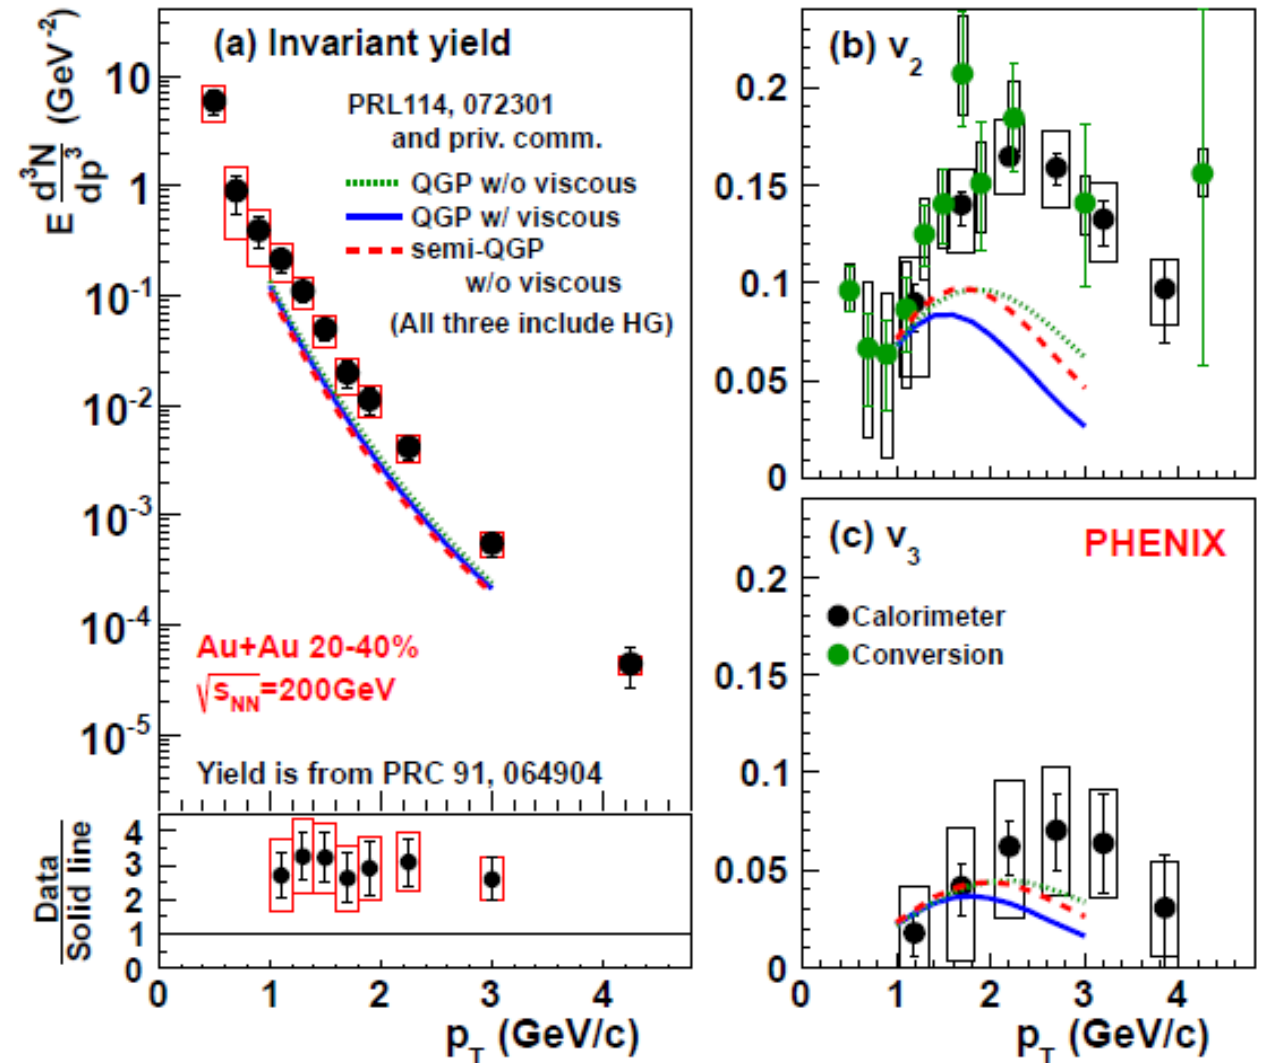 (a) Invariant yield
E d³N/dp³ (GeV⁻²)
PRL114, 072301
and priv. comm.
QGP w/o viscous
QGP w/ viscous
semi-QGP
w/o viscous
(All three include HG)
10
1
10⁻¹
10⁻²
10⁻³
10⁻⁴
10⁻⁵
Au+Au 20-40%
√s_NN=200GeV
Yield is from PRC 91, 064904
Data
Solid line
4
3
2
1
0
0 1 2 3 4
p_T (GeV/c)
(b) v₂
0.2
0.15
0.1
0.05
0
(c) v₃
PHENIX
Calorimeter
Conversion
0.2
0.15
0.1
0.05
0
0 1 2 3 4
p_T (GeV/c)